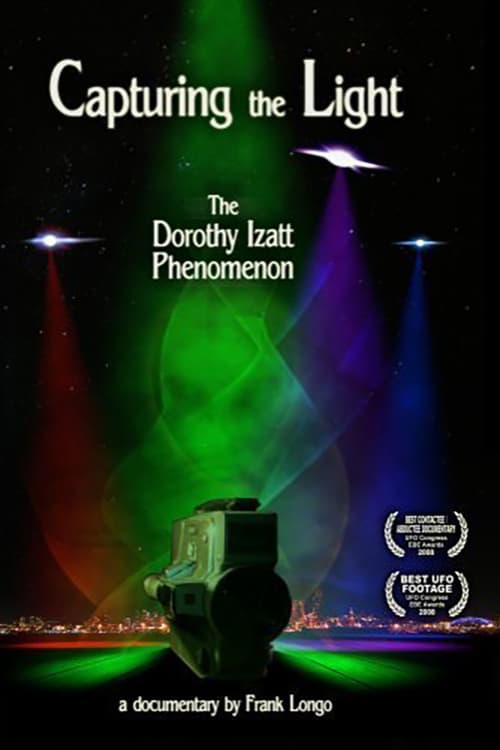 Capturing the Light
The
Dorothy Izatt
Phenomenon
BEST CONTACTEE /
ABDUCTEE DOCUMENTARY
UFO Congress
EBE Awards
2008
BEST UFO
FOOTAGE
UFO Congress
EBE Awards
2008
a documentary by Frank Longo